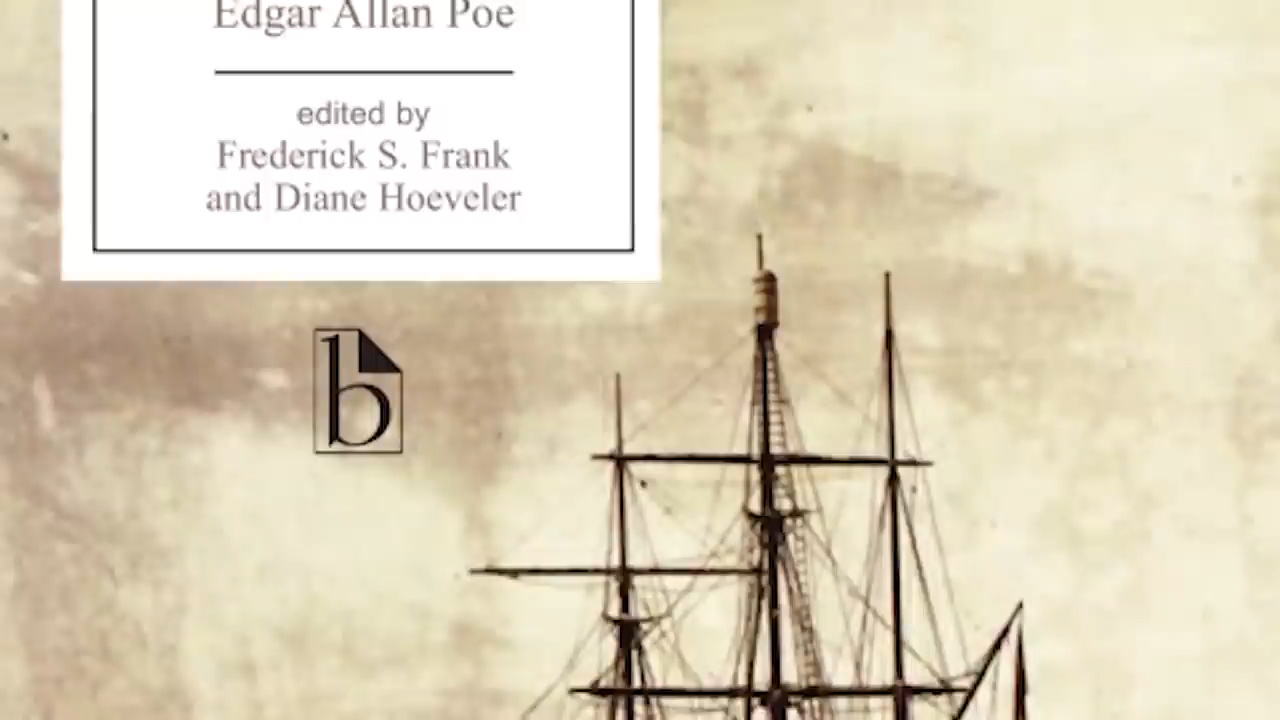 Edgar Allan Poe
edited by
Frederick S. Frank
and Diane Hoeveler
b